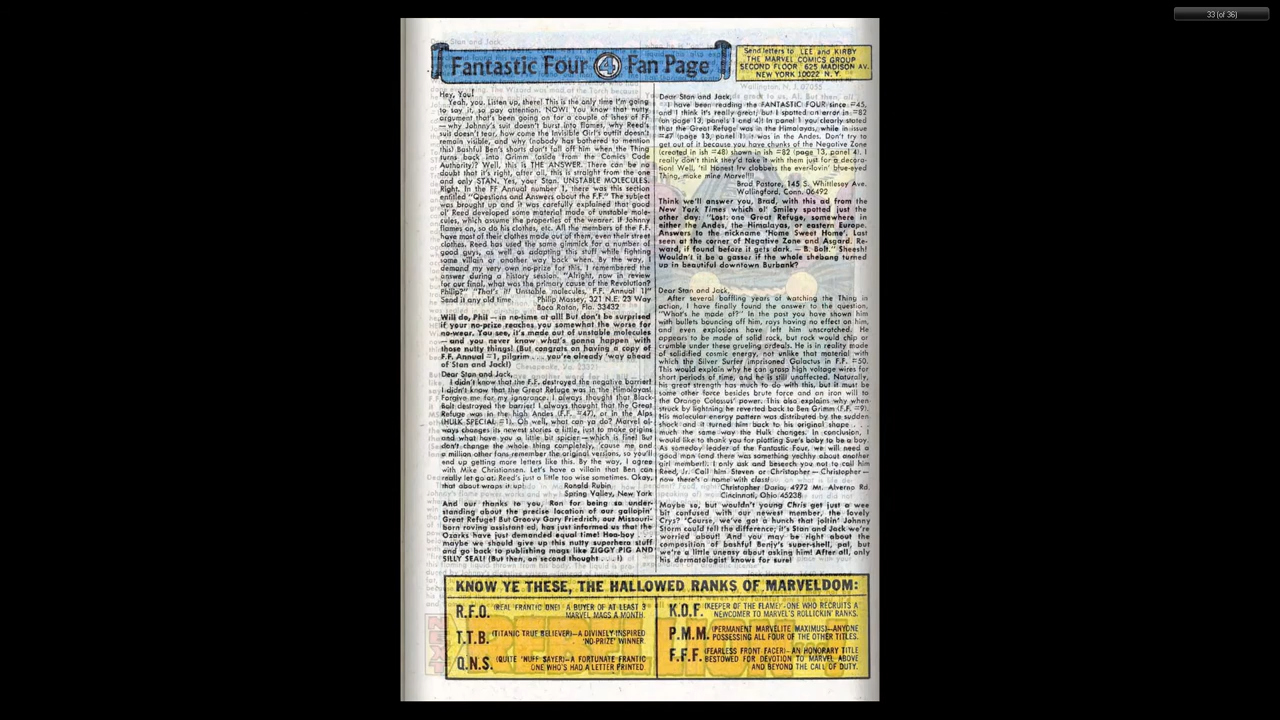 33 (of 36)
Fantastic Four 4 Fan Page
Send letters to LEE and KIRBY
THE MARVEL COMICS GROUP
SECOND FLOOR 625 MADISON AV.
NEW YORK 10022 N.Y.
Hey, You!
Yeah, you. Listen up, there! This is the only time I'm going
to say it, so pay attention. NOW! You know that nutty
argument that's been going on for a couple of ishes of FF
—why Johnny's suit doesn't burst into flames, why Reed's
suit doesn't tear, how come the Invisible Girl's outfit doesn't
remain visible, and why (nobody has bothered to mention
this) Bashful Ben's shorts don't fall off him when the Thing
turns back into Grimm (aside from the Comics Code
Authority)? Well, this is THE ANSWER. There can be no
doubt that it's right, after all, this is straight from the one
and only STAN. Yes, your Stan. UNSTABLE MOLECULES.
Right. In the FF Annual number 1, there was this section
entitled "Questions and Answers about the F.F." The subject
was brought up and it was carefully explained that good
ol' Reed developed some material made of unstable mole-
cules, which assume the properties of the wearer. If Johnny
flames on, so do his clothes, etc. All the members of the F.F.
have most of their clothes made out of them, even their street
clothes. Reed has used the same gimmick for a number of
good guys, as well as adapting this stuff while fighting
some villain or another way back when. By the way, I
demand my very own no-prize for this. I remembered the
answer during a history session. "Alright, now in review
for our final, what was the primary cause of the Revolution?
Philip?" "That's it! Unstable molecules, F.F. Annual 1!"
Send it any old time. Philip Massey, 321 N.E. 23 Way
Boca Raton, Fla. 33432
Will do, Phil — in no-time at all! But don't be surprised
if your no-prize reaches you somewhat the worse for
no-wear. You see, it's made out of unstable molecules
— and you never know what's gonna happen with
those nutty things! (But congrats on having a copy of
F.F. Annual #1, pilgrim . . . you're already 'way ahead
of Stan and Jack!)
Dear Stan and Jack,
I didn't know that the F.F. destroyed the negative barrier!
I didn't know that the Great Refuge was in the Himalayas!
Forgive me for my ignorance. I always thought that Black
Bolt destroyed the barrier! I always thought that the Great
Refuge was in the high Andes (F.F. #47), or in the Alps
(HULK SPECIAL #1). Oh well, what can ya do? Marvel al-
ways changes its newest stories a little, just to make origins
and what have you a little bit spicier — which is fine! But
don't change the whole thing completely, 'cause me and
a million other fans remember the original versions, so you'll
end up getting more letters like this. By the way, I agree
with Mike Christiansen. Let's have a villain that Ben can
really let go at. Reed's just a little too wise sometimes. Okay,
that about wraps it up! Ronald Rubin
Spring Valley, New York
And our thanks to you, Ron for being so under-
standing about the precise location of our gallopin'
Great Refuge! But Groovy Gary Friedrich, our Missouri-
born roving assistant ed, has just informed us that the
Ozarks have just demanded equal time! Hoo-boy . . .
maybe we should give up this nutty superhero stuff
and go back to publishing mags like ZIGGY PIG AND
SILLY SEAL! (But then, on second thought . . . !)
Dear Stan and Jack,
I have been reading the FANTASTIC FOUR since #45,
and I think it's really great, but I spotted an error in #82
(on page 13, panels 1 and 4)! In panel 1 you clearly stated
that the Great Refuge was in the Himalayas, while in issue
#47 (page 13, panel 1) it was in the Andes. Don't try to
get out of it because you have chunks of the Negative Zone
(created in ish #48) shown in ish #82 (page 13, panel 4). I
really don't think they'd take it with them just for a decora-
tion! Well, 'til Honest Irv clobbers the ever-lovin' blue-eyed
Thing, make mine Marvel!!!
Brad Pastore, 145 S. Whittlesey Ave.
Wallingford, Conn. 06492
Think we'll answer you, Brad, with this ad from the
New York Times which ol' Smiley spotted just the
other day: "Lost: one Great Refuge, somewhere in
either the Andes, the Himalayas, or eastern Europe.
Answers to the nickname 'Home Sweet Home'. Last
seen at the corner of Negative Zone and Asgard. Re-
ward, if found before it gets dark. — B. Bolt." Sheesh!
Wouldn't it be a gasser if the whole shebang turned
up in beautiful downtown Burbank?
Dear Stan and Jack,
After several baffling years of watching the Thing in
action, I have finally found the answer to the question,
"What's he made of?" In the past you have shown him
with bullets bouncing off him, rays having no effect on him,
and even explosions have left him unscratched. He
appears to be made of solid rock, but rock would chip or
crumble under these grueling ordeals. He is in reality made
of solidified cosmic energy, not unlike that material with
which the Silver Surfer imprisoned Galactus in F.F. #50.
This would explain why he can grasp high voltage wires for
short periods of time, and he is still unaffected. Naturally,
his great strength has much to do with this, but it must be
some other force besides brute force and an iron will to
the Orange Colossus' power. This also explains why when
struck by lightning he reverted back to Ben Grimm (F.F. #9).
His molecular energy pattern was distributed by the sudden
shock and it turned him back to his original shape . . .
much the same way the Hulk changes. In conclusion, I
would like to thank you for plotting Sue's baby to be a boy.
As someday leader of the Fantastic Four, we will need a
good man (and there was something yechhy about another
girl member!). I only ask and beseech you not to call him
Reed, Jr. Call him Steven or Christopher — Christopher —
now there's a name with class!
Christopher Dario, 4972 Mt. Alverno Rd.
Cincinnati, Ohio 45238
Maybe so, but wouldn't young Chris get just a wee
bit confused with our newest member, the lovely
Crys? 'Course, we've got a hunch that joltin' Johnny
Storm could tell the difference; it's Stan and Jack we're
worried about! And you may be right about the
composition of bashful Benjy's super-shell, pal, but
we're a little uneasy about asking him! After all, only
his dermatologist knows for sure!
KNOW YE THESE, THE HALLOWED RANKS OF MARVELDOM:
R.F.O. (REAL FRANTIC ONE)—A BUYER OF AT LEAST 3
MARVEL MAGS A MONTH.
T.T.B. (TITANIC TRUE BELIEVER)—A DIVINELY-INSPIRED
'NO-PRIZE' WINNER.
Q.N.S. (QUITE 'NUFF SAYER)—A FORTUNATE FRANTIC
ONE WHO'S HAD A LETTER PRINTED
K.O.F. (KEEPER OF THE FLAME)—ONE WHO RECRUITS A
NEWCOMER TO MARVEL'S ROLLICKIN' RANKS.
P.M.M. (PERMANENT MARVELITE MAXIMUS)—ANYONE
POSSESSING ALL FOUR OF THE OTHER TITLES.
F.F.F. (FEARLESS FRONT FACER)—AN HONORARY TITLE
BESTOWED FOR DEVOTION TO MARVEL ABOVE
AND BEYOND THE CALL OF DUTY.